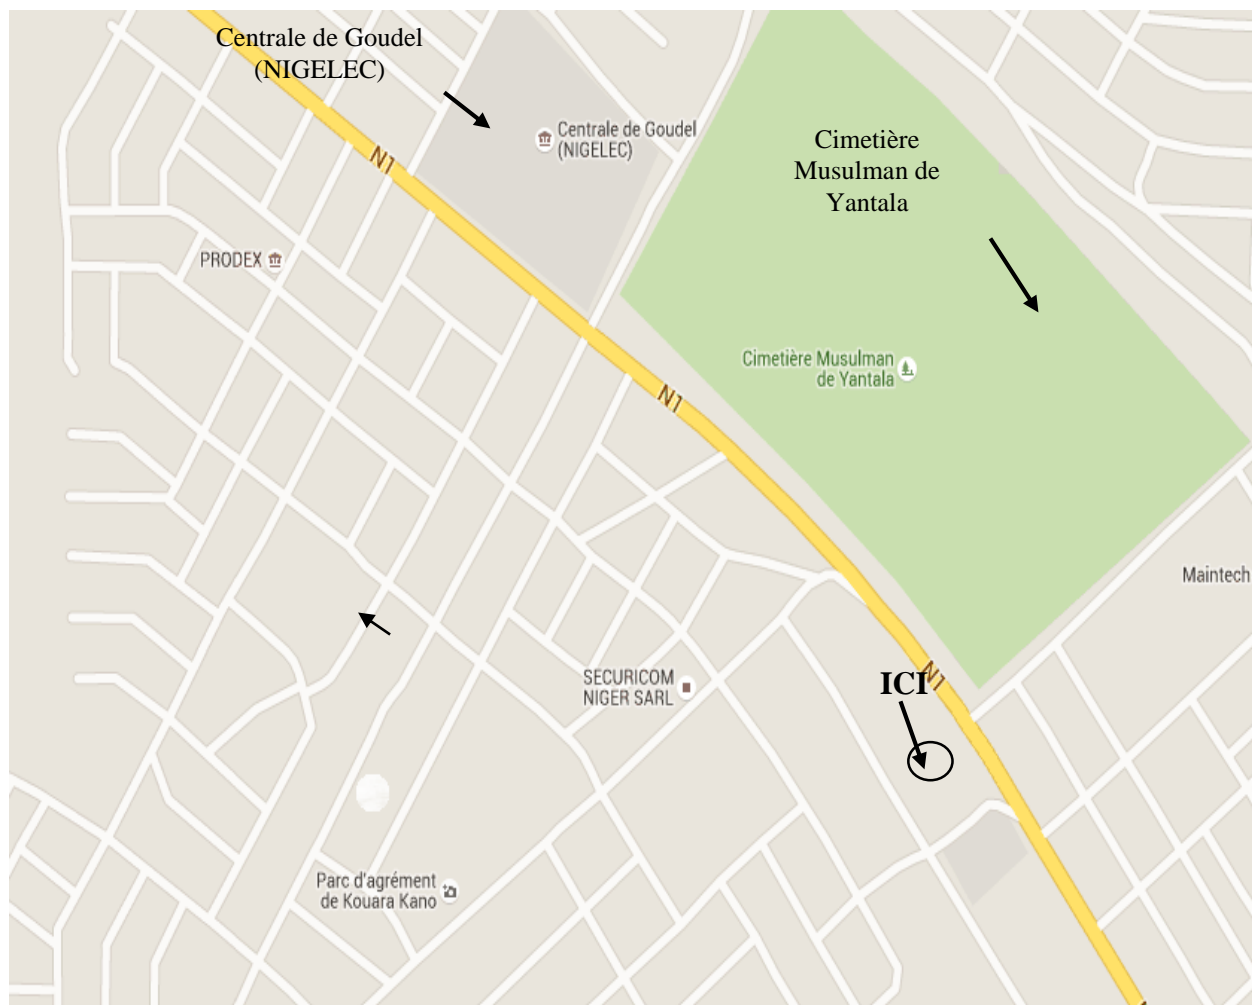 Centrale de Goudel
(NIGELEC)
Centrale de Goudel
(NIGELEC)
N1
Cimetière
Musulman de
Yantala
PRODEX
Cimetière Musulman
de Yantala
N1
Maintech
SECURICOM
NIGER SARL
N1
ICI
Parc d'agrément
de Kouara Kano